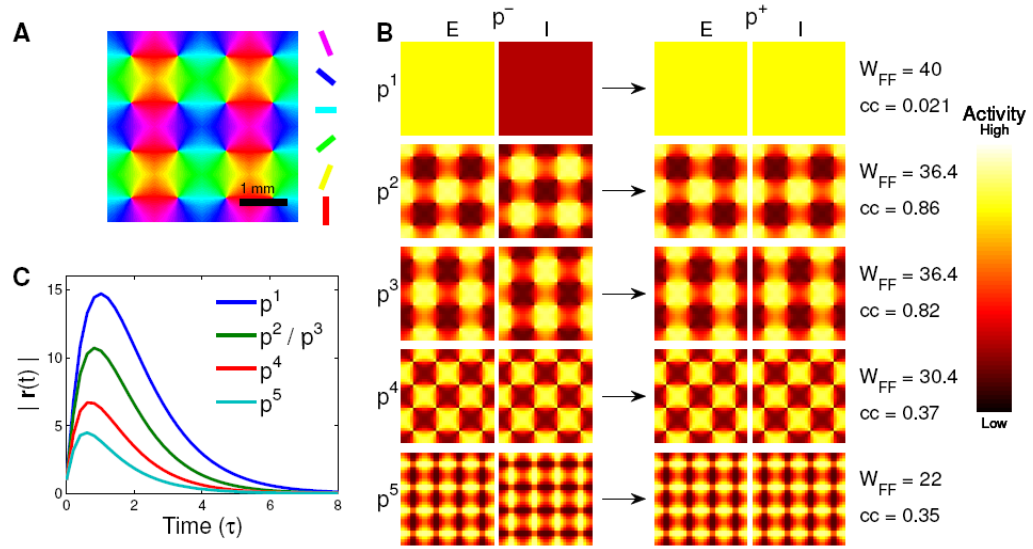 A
1 mm
B
p⁻
p⁺
E
I
E
I
p¹
W_FF = 40
cc = 0.021
p²
W_FF = 36.4
cc = 0.86
p³
W_FF = 36.4
cc = 0.82
p⁴
W_FF = 30.4
cc = 0.37
p⁵
W_FF = 22
cc = 0.35
Activity
High
Low
C
| r(t) |
15
10
5
0
0
2
4
6
8
Time (τ)
p¹
p² / p³
p⁴
p⁵